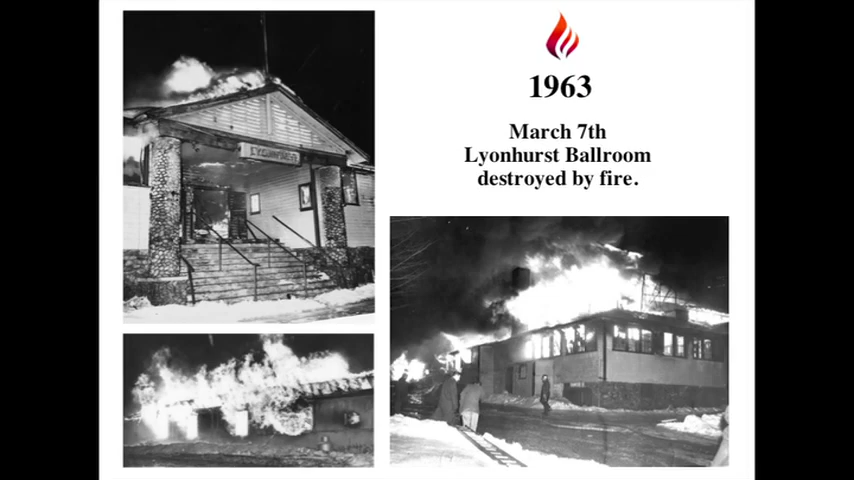 LYONHURST
1963
March 7th
Lyonhurst Ballroom
destroyed by fire.